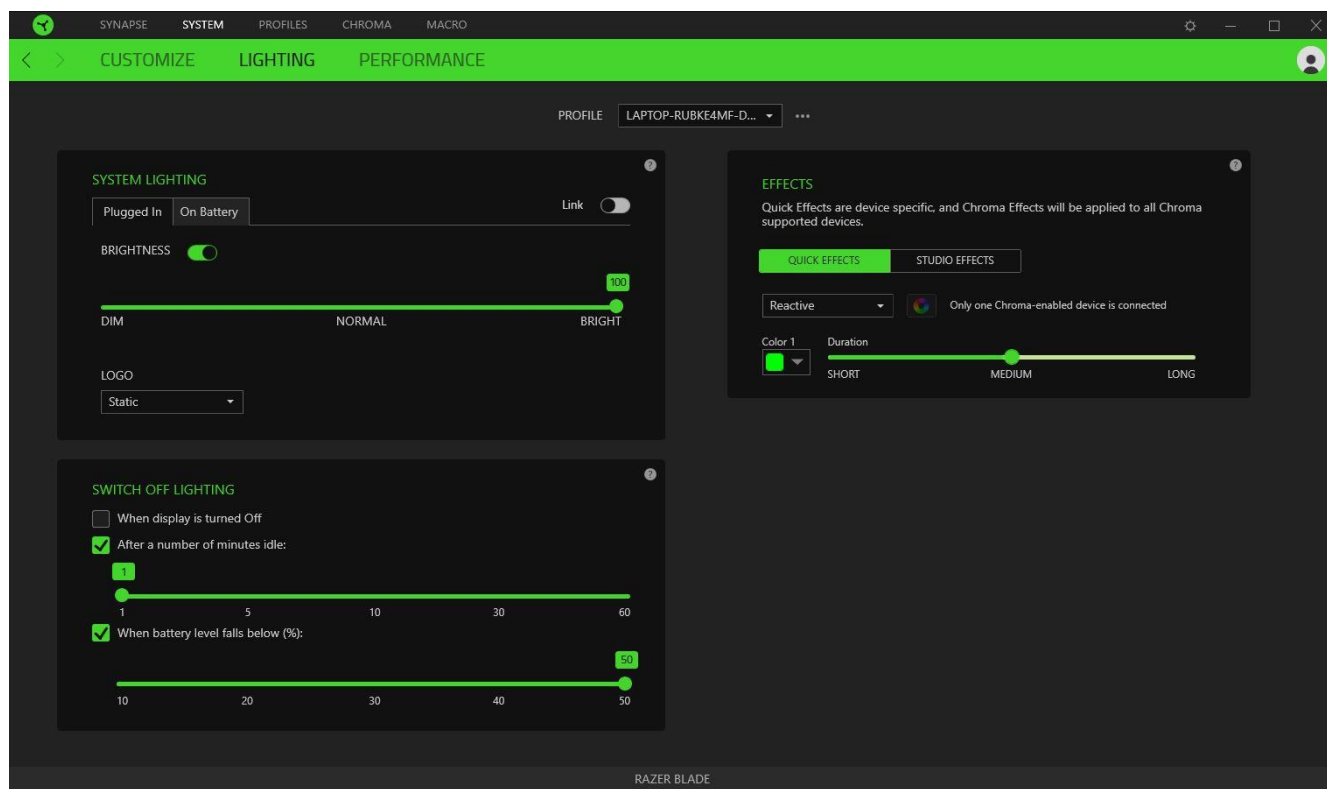 SYNAPSE SYSTEM PROFILES CHROMA MACRO
CUSTOMIZE LIGHTING PERFORMANCE
PROFILE LAPTOP-RUBKE4MF-D...
SYSTEM LIGHTING
Plugged In On Battery Link
BRIGHTNESS
100
DIM NORMAL BRIGHT
LOGO
Static
EFFECTS
Quick Effects are device specific, and Chroma Effects will be applied to all Chroma
supported devices.
QUICK EFFECTS STUDIO EFFECTS
Reactive Only one Chroma-enabled device is connected
Color 1 Duration
SHORT MEDIUM LONG
SWITCH OFF LIGHTING
When display is turned Off
After a number of minutes idle:
1
1 5 10 30 60
When battery level falls below (%):
50
10 20 30 40 50
RAZER BLADE